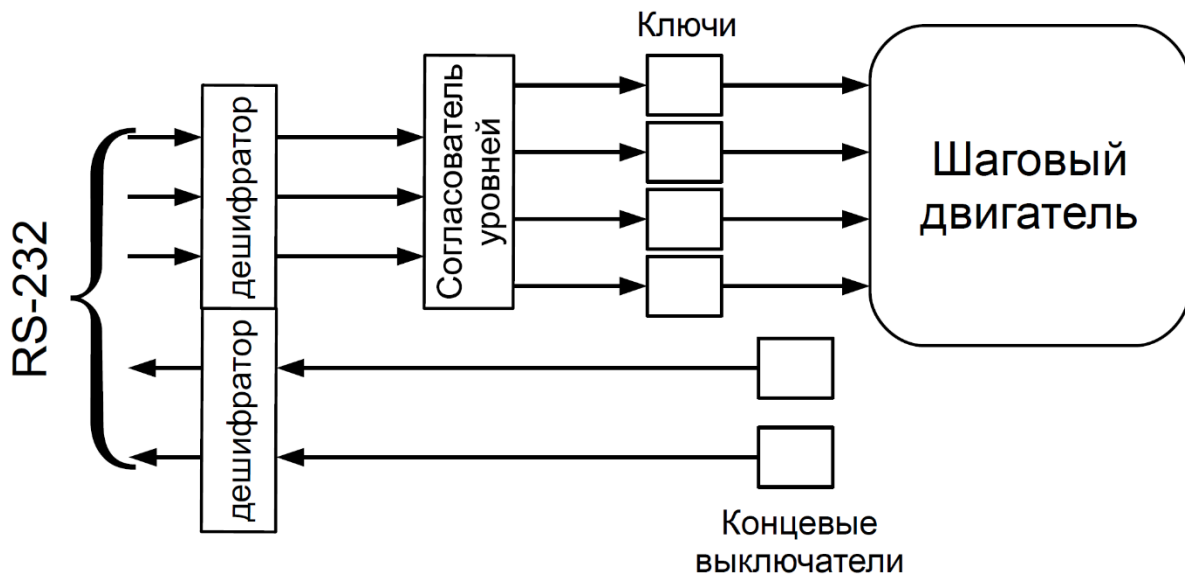 Ключи
RS-232
дешифратор
Согласователь
уровней
Шаговый
двигатель
дешифратор
Концевые
выключатели